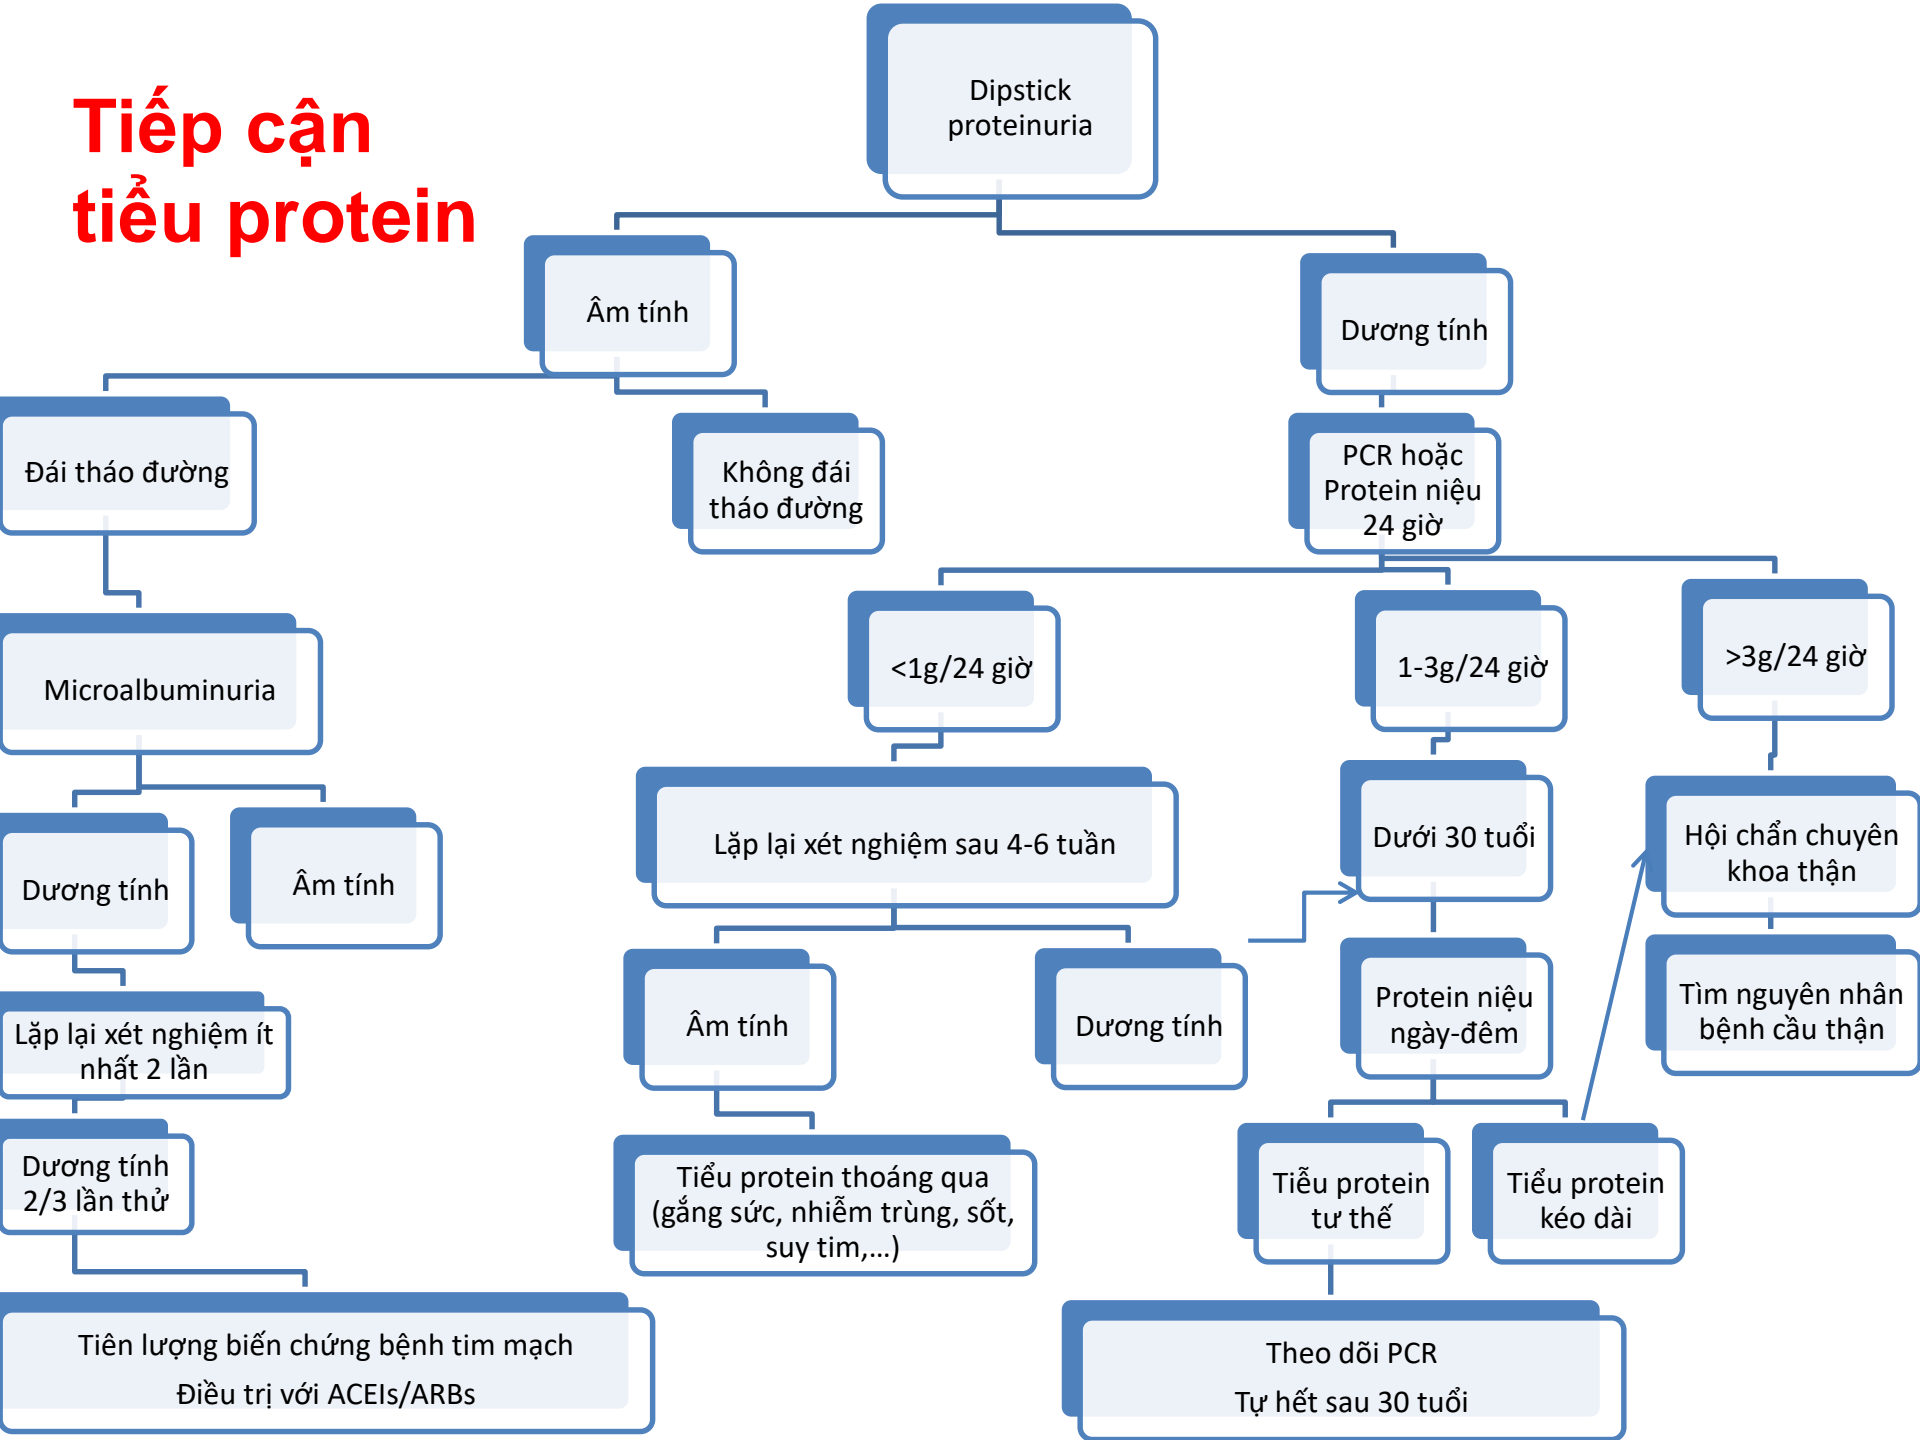 Tiếp cận
tiểu protein
Dipstick
proteinuria
Âm tính
Dương tính
Đái tháo đường
Không đái
tháo đường
PCR hoặc
Protein niệu
24 giờ
Microalbuminuria
<1g/24 giờ
1-3g/24 giờ
>3g/24 giờ
Dương tính
Âm tính
Lặp lại xét nghiệm sau 4-6 tuần
Dưới 30 tuổi
Hội chẩn chuyên
khoa thận
Lặp lại xét nghiệm ít
nhất 2 lần
Âm tính
Dương tính
Protein niệu
ngày-đêm
Tìm nguyên nhân
bệnh cầu thận
Dương tính
2/3 lần thử
Tiểu protein thoáng qua
(gắng sức, nhiễm trùng, sốt,
suy tim,...)
Tiễu protein
tư thế
Tiểu protein
kéo dài
Tiên lượng biến chứng bệnh tim mạch
Điều trị với ACEIs/ARBs
Theo dõi PCR
Tự hết sau 30 tuổi